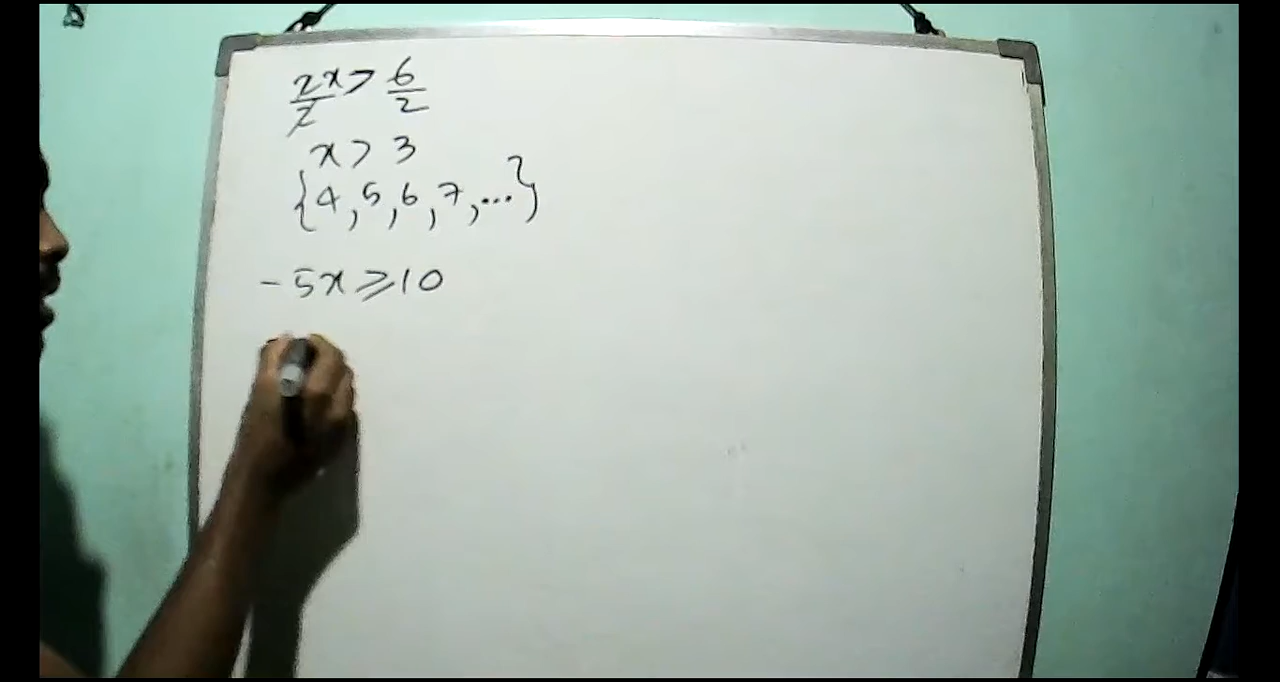 2x/2 > 6/2
x > 3
{4,5,6,7,...}
-5x ⩾ 10